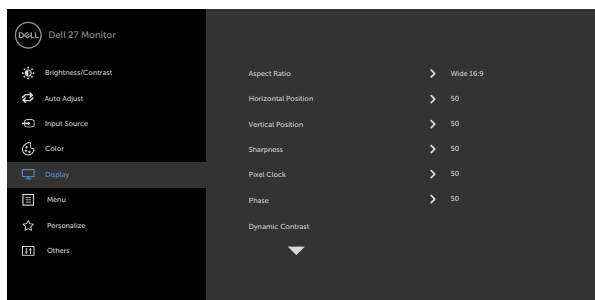 DELL Dell 27 Monitor
Brightness/Contrast
Auto Adjust
Input Source
Color
Display
Menu
Personalize
Others
Aspect Ratio Wide 16:9
Horizontal Position 50
Vertical Position 50
Sharpness 50
Pixel Clock 50
Phase 50
Dynamic Contrast